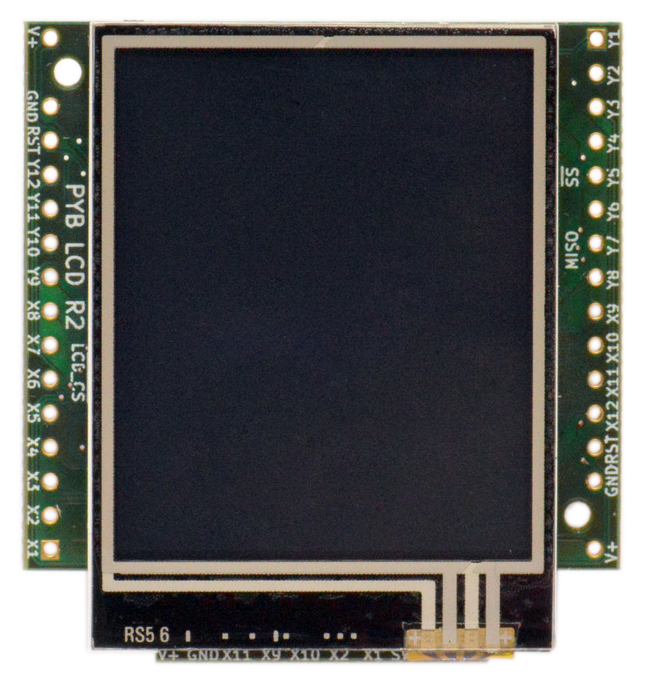 V+
GND
RST
Y12
Y11
Y10
Y9
X8
X7
X6
X5
X4
X3
X2
X1
PYB LCD R2
LCD_CS
Y1
Y2
Y3
Y4
Y5
Y6
Y7
Y8
X9
X10
X11
X12
RST
GND
V+
SS
MISO
RS5 6
V+ GND X11 X9 X10 X2 X1